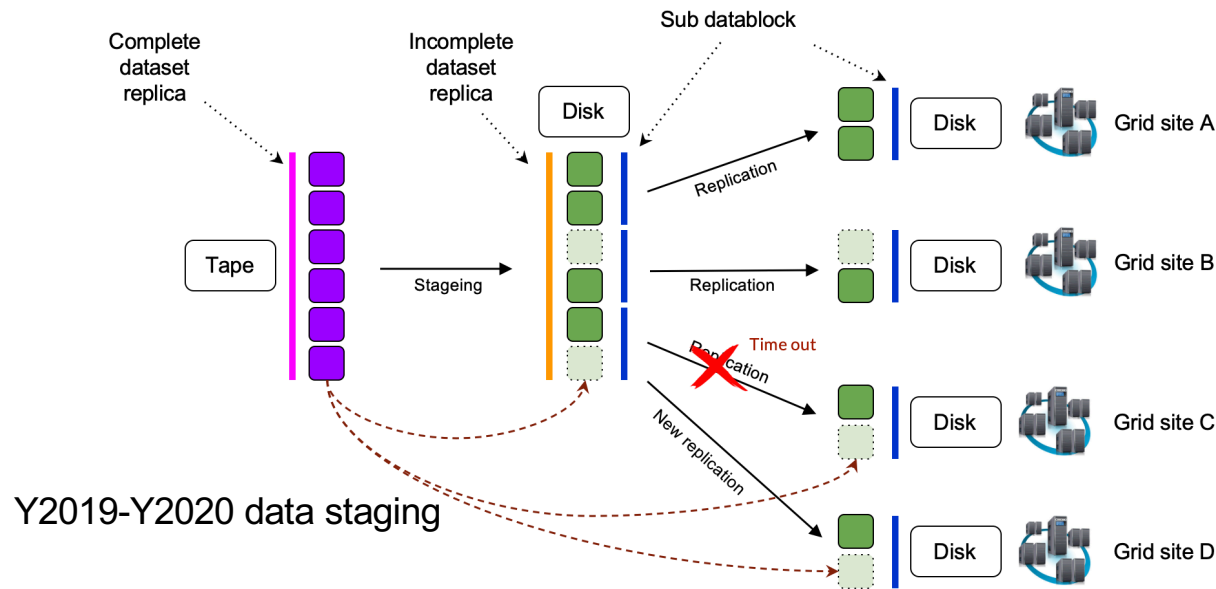 Complete
dataset
replica
Incomplete
dataset
replica
Sub datablock
Disk
Tape
Stageing
Replication
Replication
Replication
Time out
New replication
Disk
Grid site A
Disk
Grid site B
Disk
Grid site C
Disk
Grid site D
Y2019-Y2020 data staging